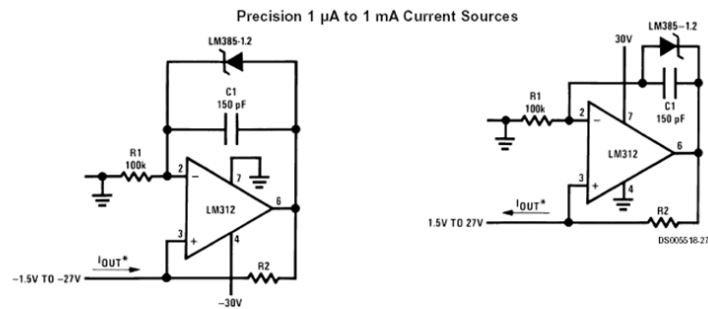 Precision 1 µA to 1 mA Current Sources
LM385-1.2
C1
150 pF
R1
100k
2
7
LM312
6
3
4
IOUT*
R2
–1.5V TO –27V
–30V
LM385–1.2
30V
C1
150 pF
R1
100k
2
7
LM312
6
3
4
IOUT*
R2
1.5V TO 27V
DS005518-27